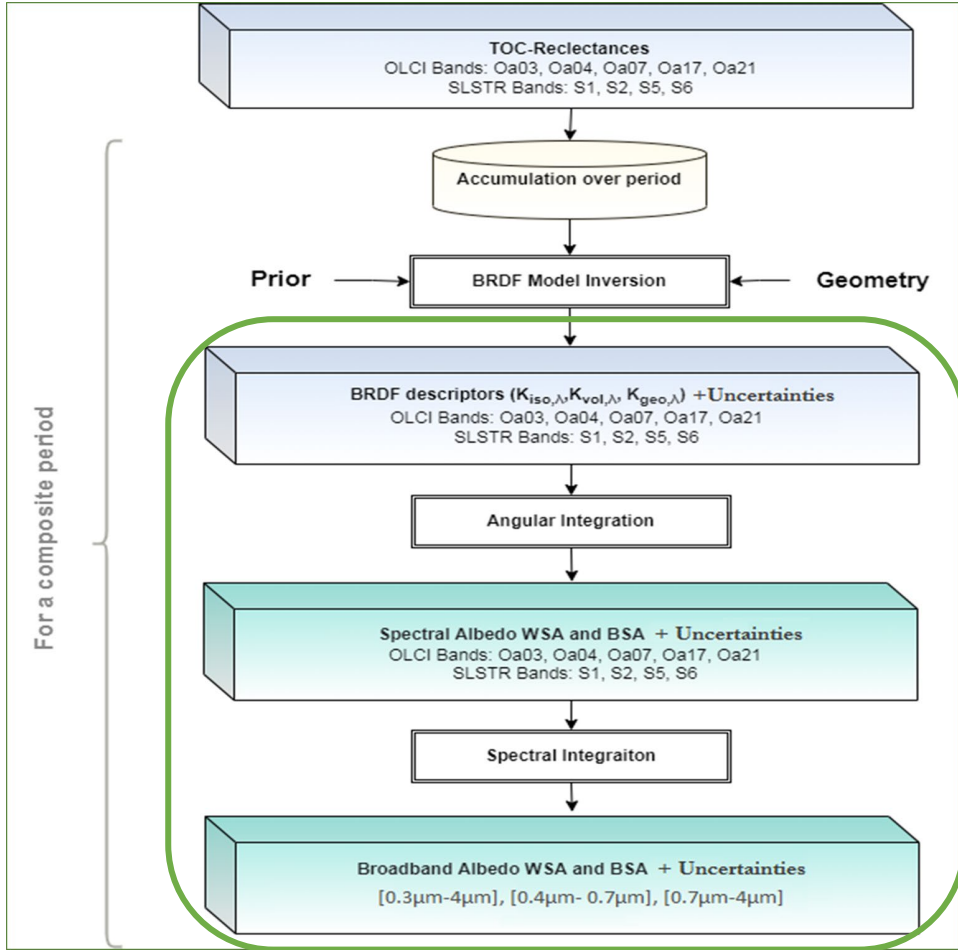 TOC-Reclectances
OLCI Bands: Oa03, Oa04, Oa07, Oa17, Oa21
SLSTR Bands: S1, S2, S5, S6
Accumulation over period
Prior
BRDF Model Inversion
Geometry
For a composite period
BRDF descriptors (K_iso,Λ,K_vol,Λ, K_geo,Λ) +Uncertainties
OLCI Bands: Oa03, Oa04, Oa07, Oa17, Oa21
SLSTR Bands: S1, S2, S5, S6
Angular Integration
Spectral Albedo WSA and BSA + Uncertainties
OLCI Bands: Oa03, Oa04, Oa07, Oa17, Oa21
SLSTR Bands: S1, S2, S5, S6
Spectral Integraiton
Broadband Albedo WSA and BSA + Uncertainties
[0.3µm-4µm], [0.4µm- 0.7µm], [0.7µm-4µm]